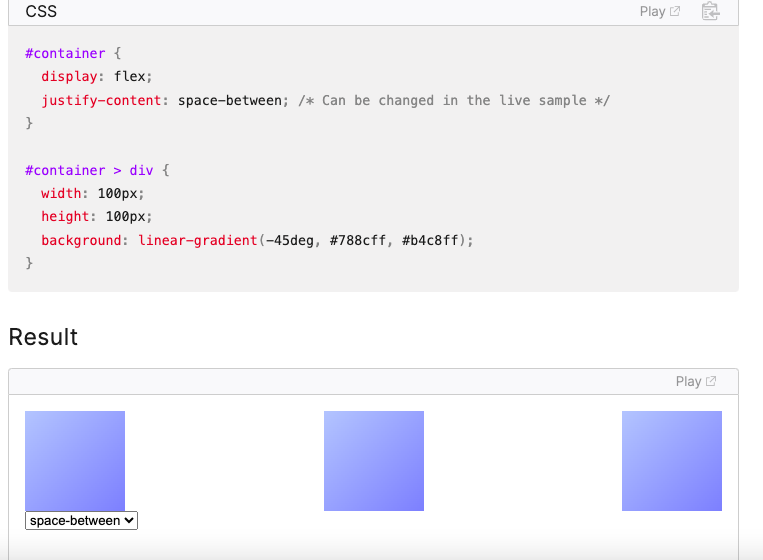 CSS
Play
#container {
  display: flex;
  justify-content: space-between; /* Can be changed in the live sample */
}
#container > div {
  width: 100px;
  height: 100px;
  background: linear-gradient(-45deg, #788cff, #b4c8ff);
}
Result
Play
space-between